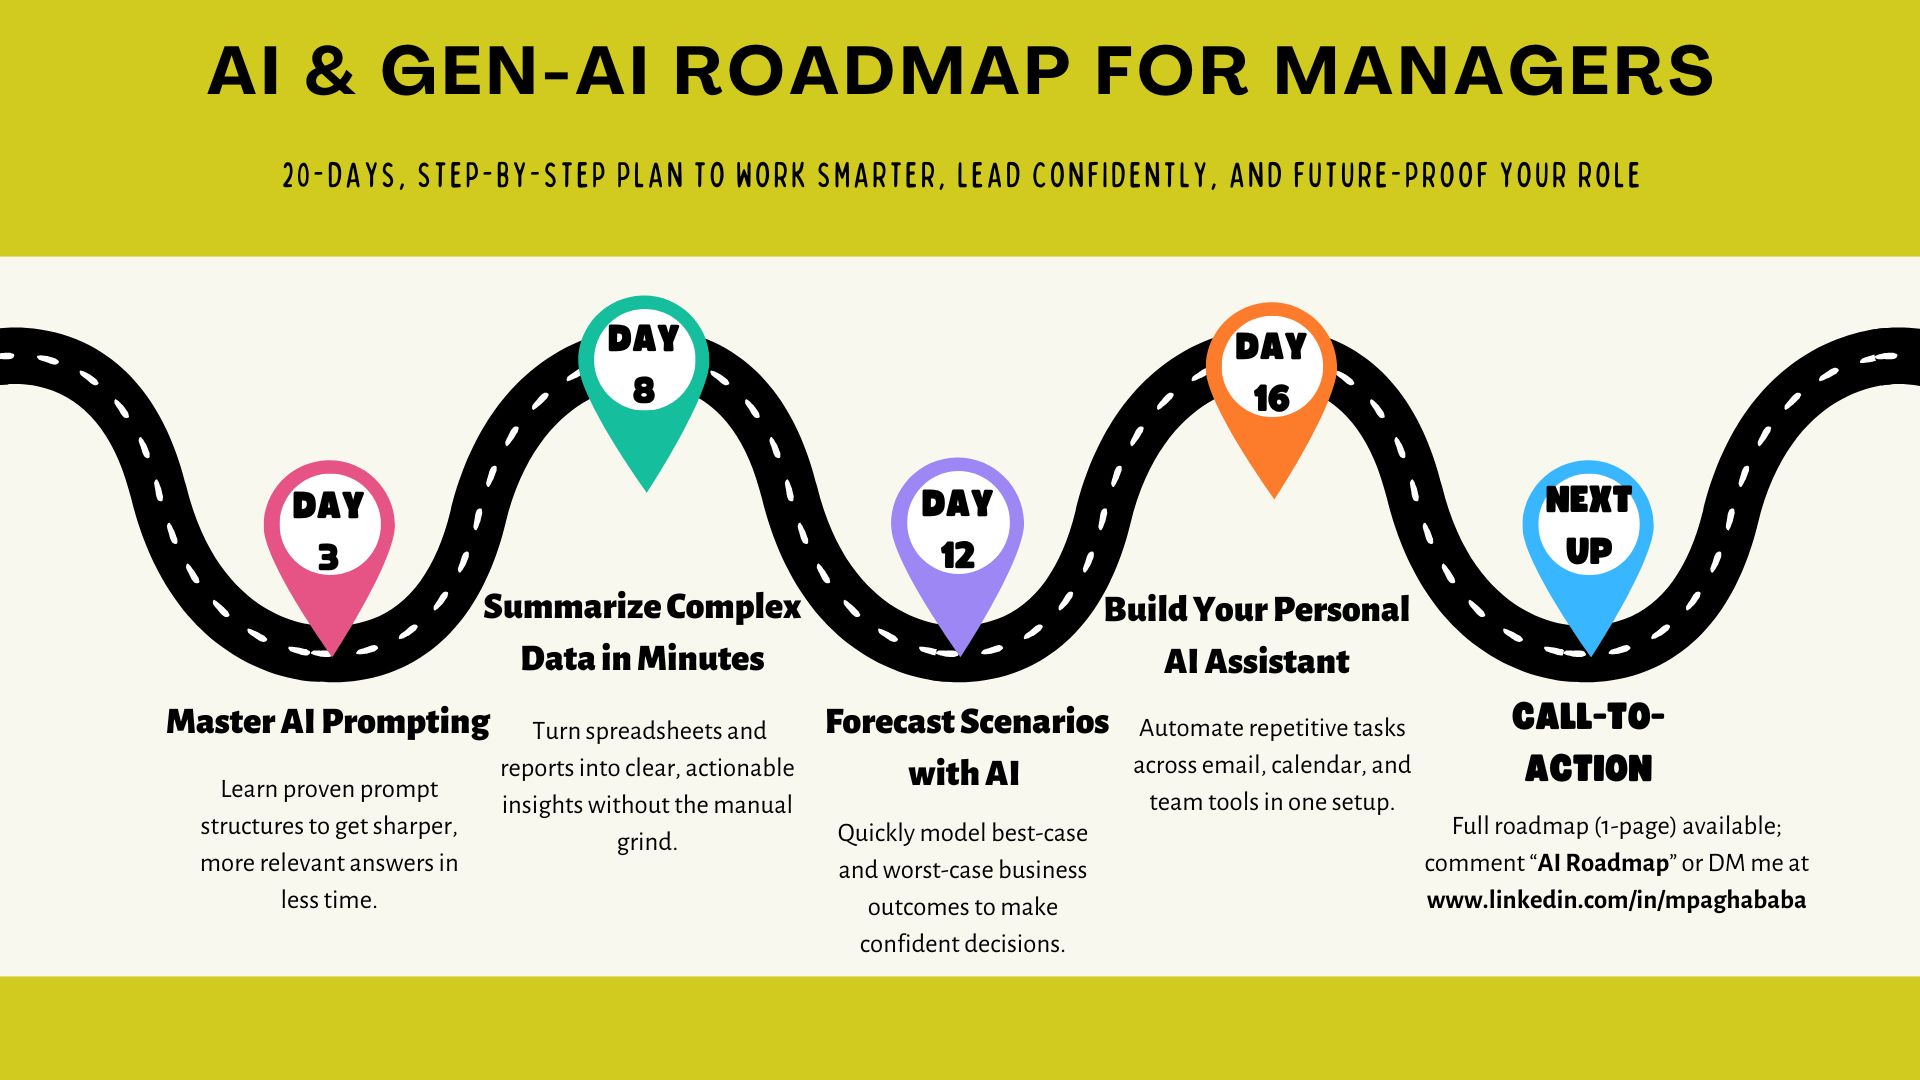 AI & GEN-AI ROADMAP FOR MANAGERS
20-DAYS, STEP-BY-STEP PLAN TO WORK SMARTER, LEAD CONFIDENTLY, AND FUTURE-PROOF YOUR ROLE
DAY
3
Master AI Prompting
Learn proven prompt
structures to get sharper,
more relevant answers in
less time.
DAY
8
Summarize Complex
Data in Minutes
Turn spreadsheets and
reports into clear, actionable
insights without the manual
grind.
DAY
12
Forecast Scenarios
with AI
Quickly model best-case
and worst-case business
outcomes to make
confident decisions.
DAY
16
Build Your Personal
AI Assistant
Automate repetitive tasks
across email, calendar, and
team tools in one setup.
NEXT
UP
CALL-TO-
ACTION
Full roadmap (1-page) available;
comment “AI Roadmap” or DM me at
www.linkedin.com/in/mpaghababa